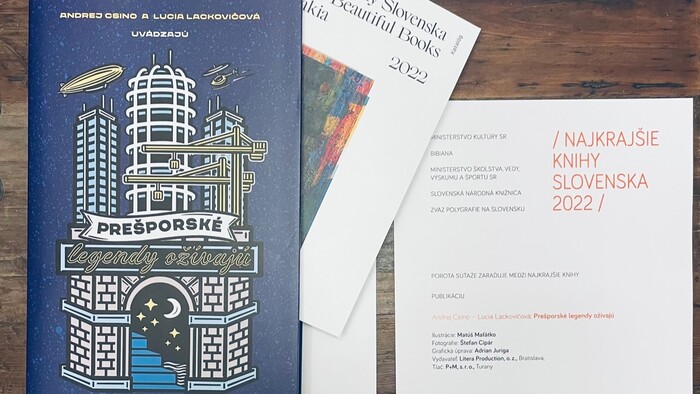 ANDREJ CSINO A LUCIA LACKOVIČOVÁ
UVÁDZAJÚ
PREŠPORSKÉ
legendy ožívajú
y Slovenska
Beautiful Books
akia
2022
Katalóg
MINISTERSTVO KULTÚRY SR
BIBIANA
MINISTERSTVO ŠKOLSTVA, VEDY,
VÝSKUMU A ŠPORTU SR
SLOVENSKÁ NÁRODNÁ KNIŽNICA
ZVÄZ POLYGRAFIE NA SLOVENSKU
/ NAJKRAJŠIE
KNIHY
SLOVENSKA
2022 /
POROTA SÚŤAŽE ZARAĎUJE MEDZI NAJKRAJŠIE KNIHY
PUBLIKÁCIU
Andrej Csino – Lucia Lackovičová: Prešporské legendy ožívajú
Ilustrácie: Matúš Maťátko
Fotografie: Štefan Cipár
Grafická úprava: Adrian Juriga
Vydavateľ: Litera Production, o.z., Bratislava,
Tlač: P+M, s.r.o., Turany